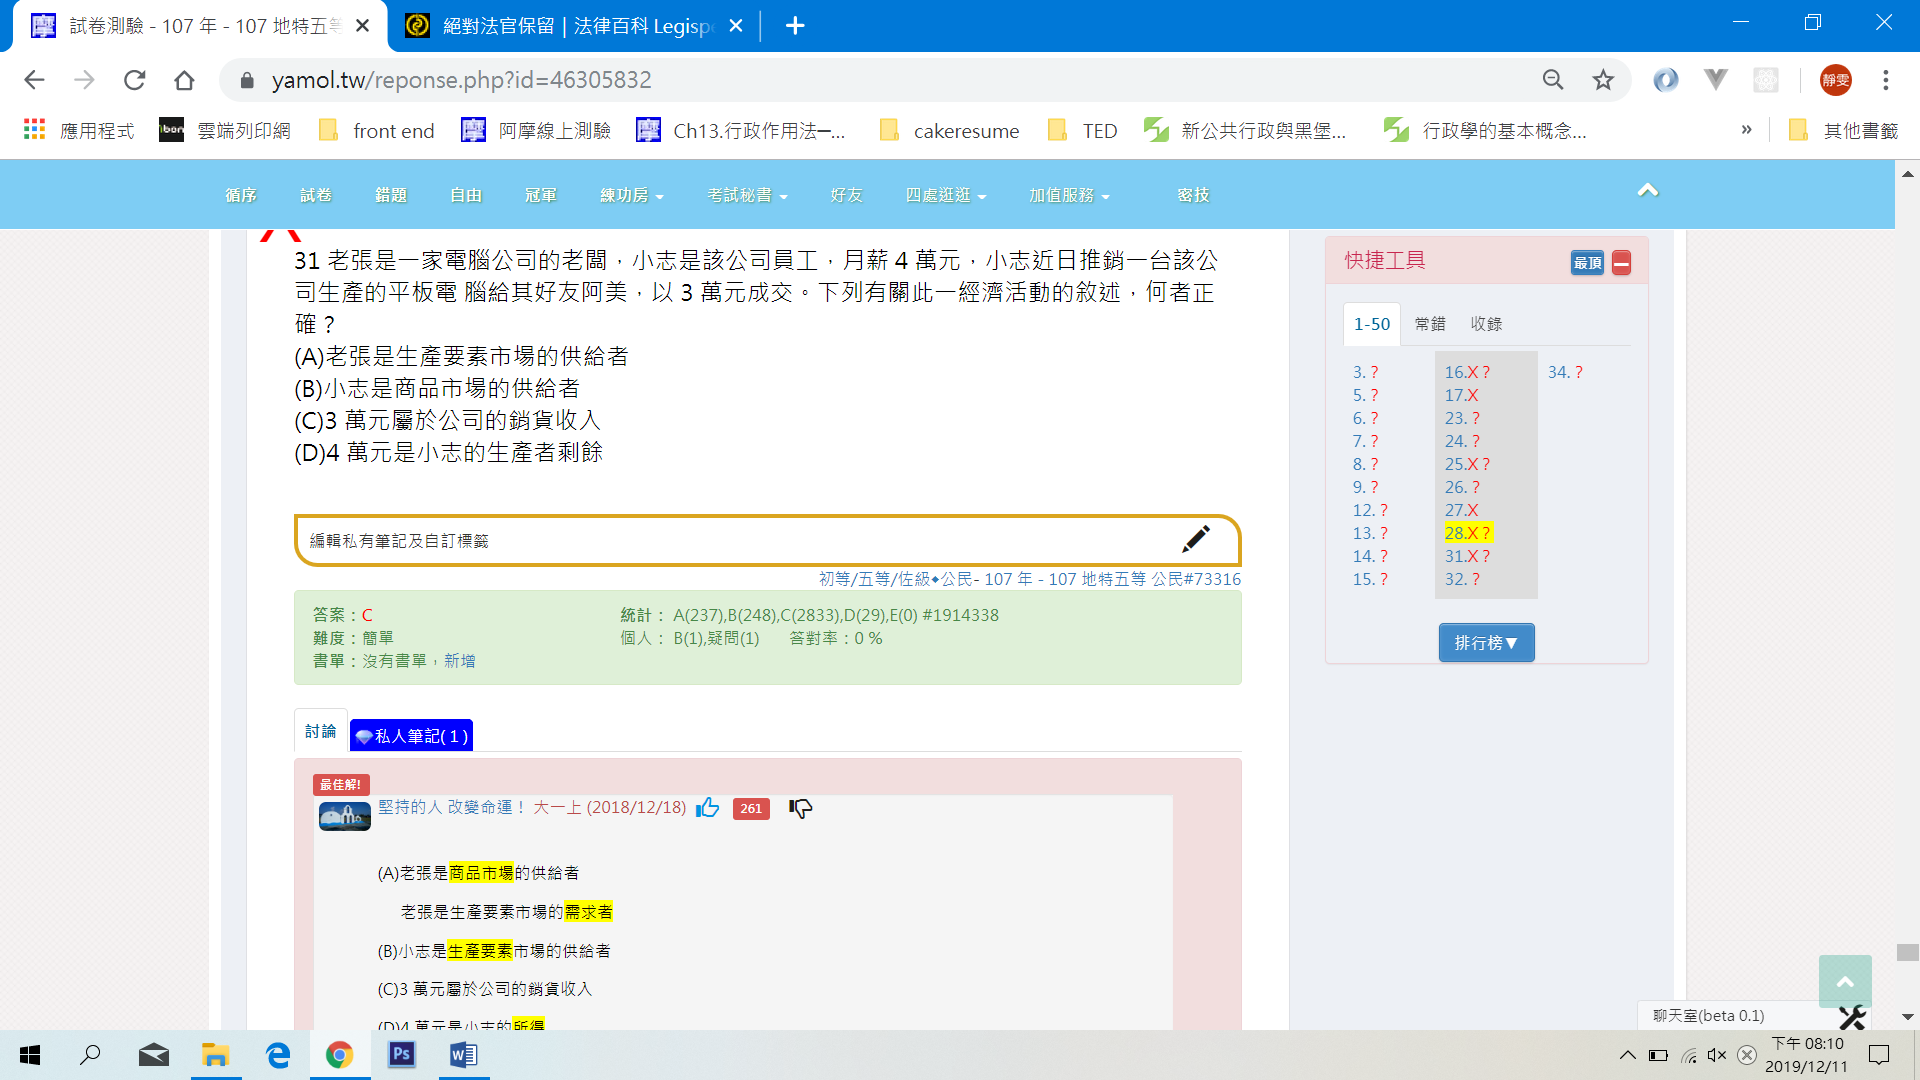 試卷測驗 - 107 年 - 107 地特五等
絕對法官保留 | 法律百科 Legisp
yamol.tw/reponse.php?id=46305832
靜雯
應用程式
ibon
雲端列印網
front end
阿摩線上測驗
Ch13.行政作用法─...
cakeresume
TED
新公共行政與黑堡...
行政學的基本概念...
»
其他書籤
循序
試卷
錯題
自由
冠軍
練功房
考試秘書
好友
四處逛逛
加值服務
密技
31 老張是一家電腦公司的老闆，小志是該公司員工，月薪 4 萬元，小志近日推銷一台該公
司生產的平板電 腦給其好友阿美，以 3 萬元成交。下列有關此一經濟活動的敘述，何者正
確？
(A)老張是生產要素市場的供給者
(B)小志是商品市場的供給者
(C)3 萬元屬於公司的銷貨收入
(D)4 萬元是小志的生產者剩餘
編輯私有筆記及自訂標籤
初等/五等/佐級◆公民- 107 年 - 107 地特五等 公民#73316
答案：C
難度：簡單
書單：沒有書單，新增
統計： A(237),B(248),C(2833),D(29),E(0) #1914338
個人： B(1),疑問(1) 答對率：0 %
討論
私人筆記( 1 )
最佳解!
堅持的人 改變命運！ 大一上 (2018/12/18)
261
(A)老張是商品市場的供給者
老張是生產要素市場的需求者
(B)小志是生產要素市場的供給者
(C)3 萬元屬於公司的銷貨收入
(D)4 萬元是小志的所得
快捷工具
最頂
1-50
常錯
收錄
3. ?
5. ?
6. ?
7. ?
8. ?
9. ?
12. ?
13. ?
14. ?
15. ?
16.X ?
17.X
23. ?
24. ?
25.X ?
26. ?
27.X
28.X ?
31.X ?
32. ?
34. ?
排行榜▼
聊天室(beta 0.1)
Ps
下午 08:10
2019/12/11